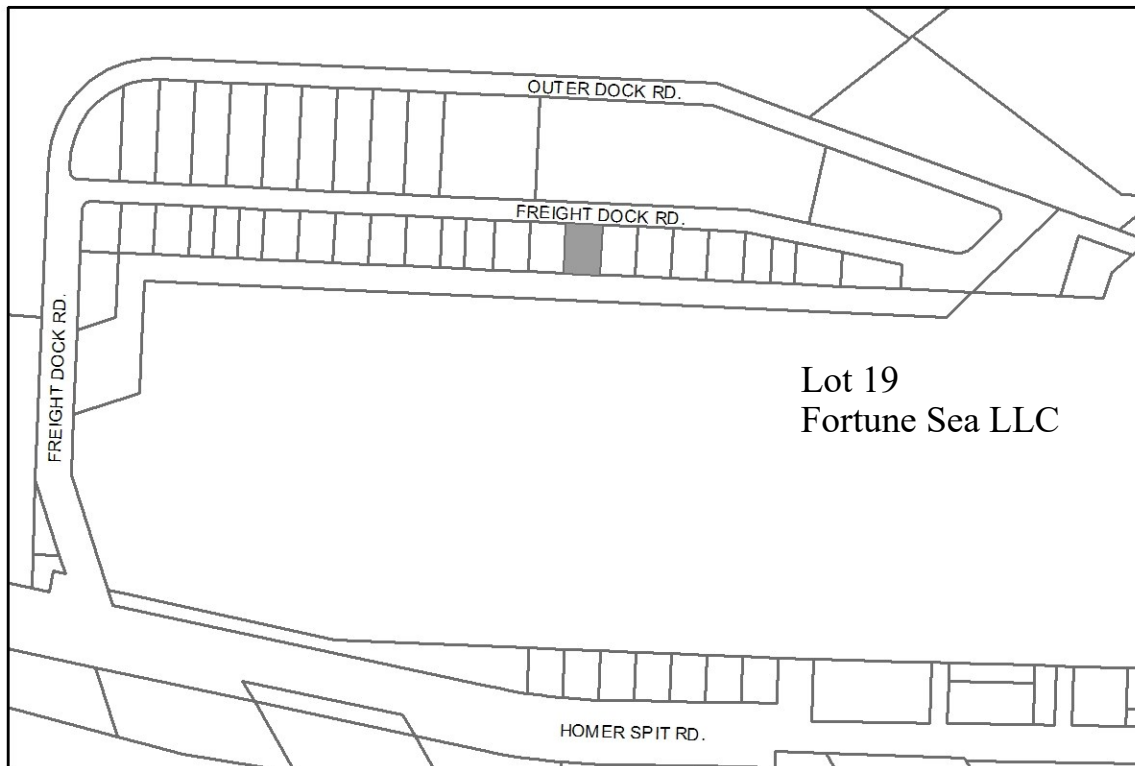 OUTER DOCK RD.
FREIGHT DOCK RD.
FREIGHT DOCK RD.
Lot 19
Fortune Sea LLC
HOMER SPIT RD.